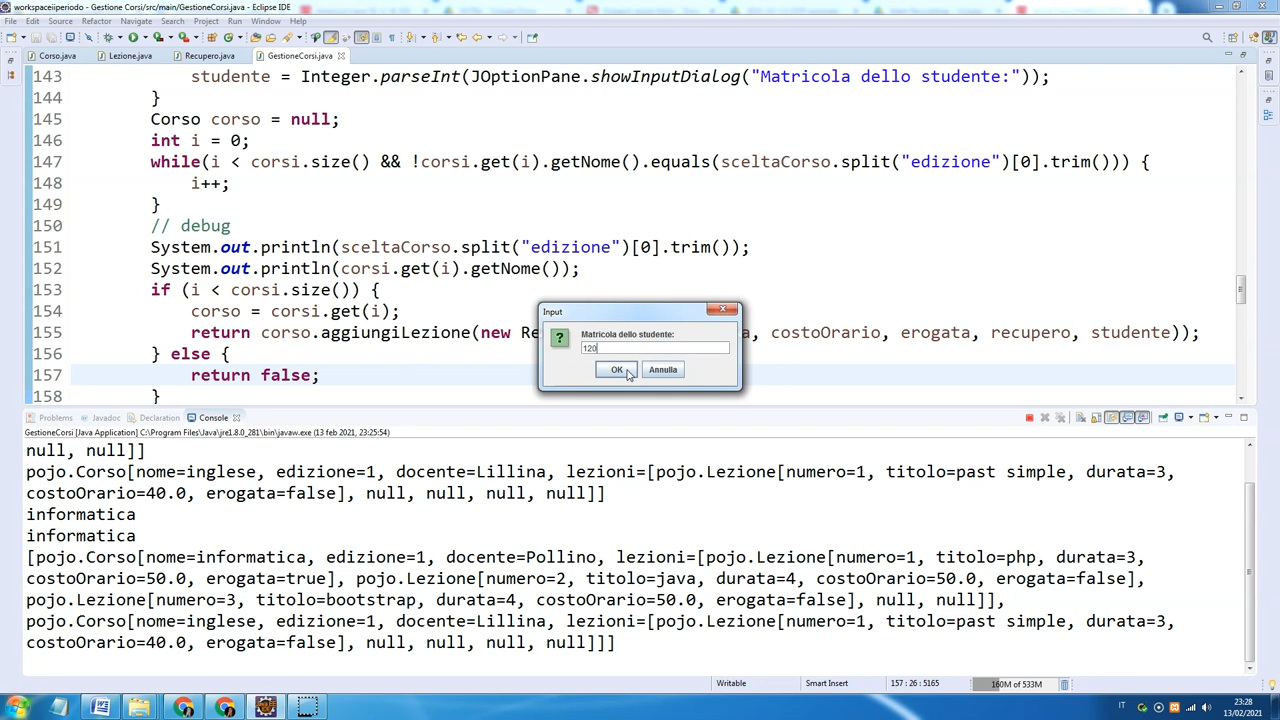 workspaceiiperiodo - Gestione Corsi/src/main/GestioneCorsi.java - Eclipse IDE
File Edit Source Refactor Navigate Search Project Run Window Help
Corso.java Lezione.java Recupero.java GestioneCorsi.java
143 studente = Integer.parseInt(JOptionPane.showInputDialog("Matricola dello studente:"));
144 }
145 Corso corso = null;
146 int i = 0;
147 while(i < corsi.size() && !corsi.get(i).getNome().equals(sceltaCorso.split("edizione")[0].trim())) {
148 i++;
149 }
150 // debug
151 System.out.println(sceltaCorso.split("edizione")[0].trim());
152 System.out.println(corsi.get(i).getNome());
153 if (i < corsi.size()) {
154 corso = corsi.get(i);
155 return corso.aggiungiLezione(new Re , costoOrario, erogata, recupero, studente));
156 } else {
157 return false;
158 }
Input
Matricola dello studente:
120
OK Annulla
Problems Javadoc Declaration Console
GestioneCorsi [Java Application] C:\Program Files\Java\jre1.8.0_281\bin\javaw.exe (13 feb 2021, 23:25:54)
null, null]]
pojo.Corso[nome=inglese, edizione=1, docente=Lillina, lezioni=[pojo.Lezione[numero=1, titolo=past simple, durata=3,
costoOrario=40.0, erogata=false], null, null, null, null]]
informatica
informatica
[pojo.Corso[nome=informatica, edizione=1, docente=Pollino, lezioni=[pojo.Lezione[numero=1, titolo=php, durata=3,
costoOrario=50.0, erogata=true], pojo.Lezione[numero=2, titolo=java, durata=4, costoOrario=50.0, erogata=false],
pojo.Lezione[numero=3, titolo=bootstrap, durata=4, costoOrario=50.0, erogata=false], null, null]],
pojo.Corso[nome=inglese, edizione=1, docente=Lillina, lezioni=[pojo.Lezione[numero=1, titolo=past simple, durata=3,
costoOrario=40.0, erogata=false], null, null, null, null]]]
Writable Smart Insert 157 : 26 : 5165 160M of 533M
IT 23:28
13/02/2021